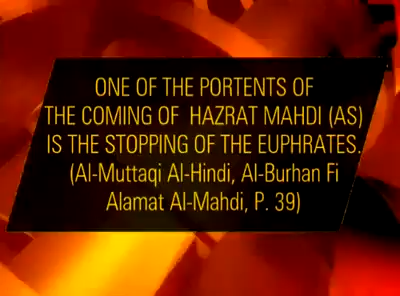 ONE OF THE PORTENTS OF
THE COMING OF HAZRAT MAHDI (AS)
IS THE STOPPING OF THE EUPHRATES.
(Al-Muttaqi Al-Hindi, Al-Burhan Fi
Alamat Al-Mahdi, P. 39)